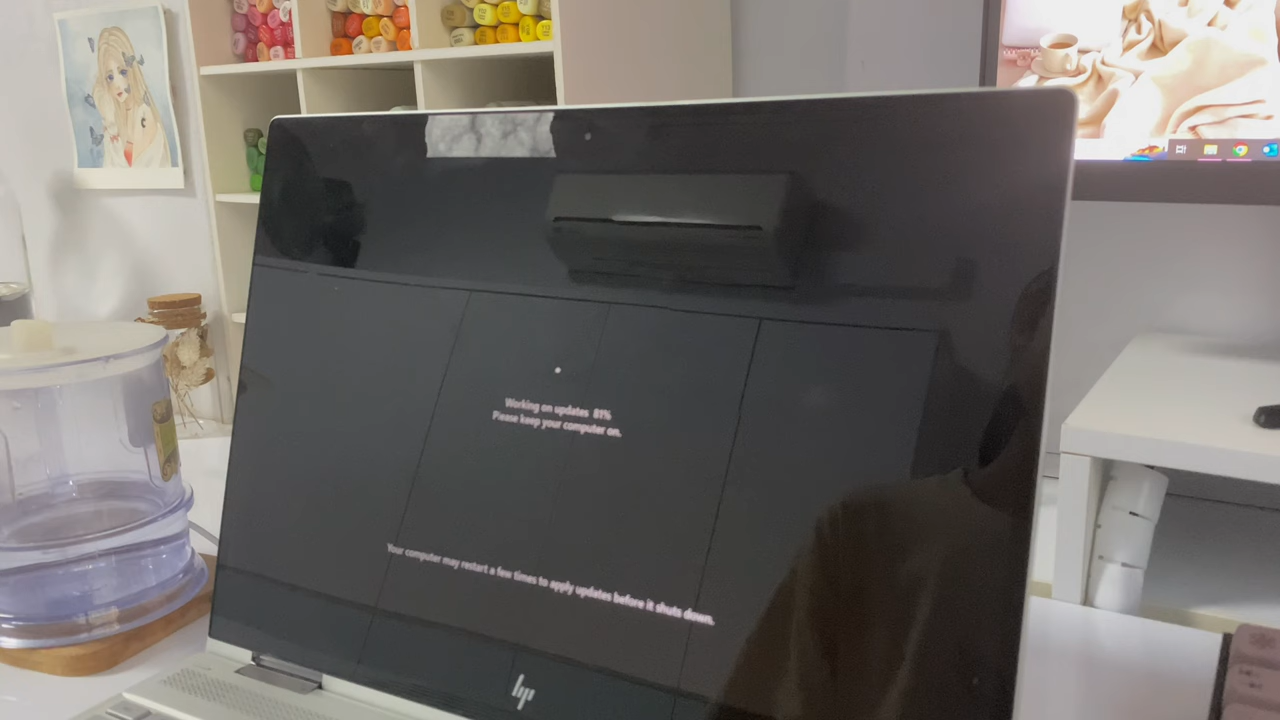 Working on updates 81%
Please keep your computer on.
Your computer may restart a few times to apply updates before it shuts down.
hp